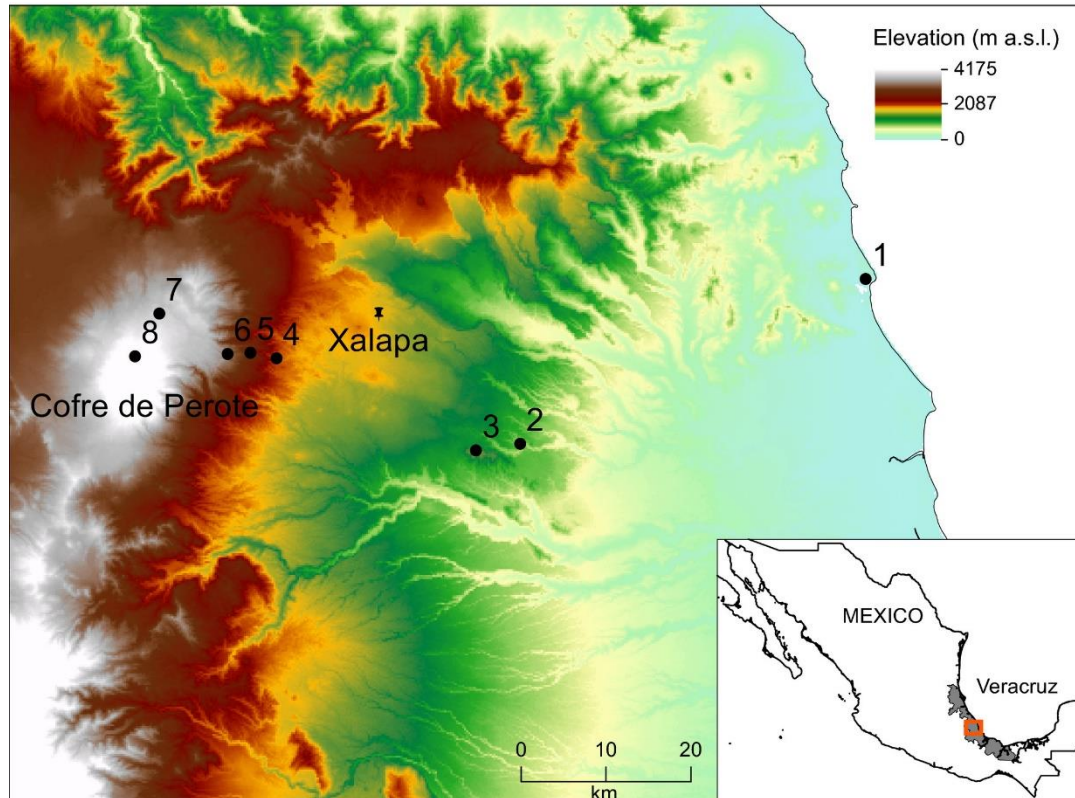 Elevation (m a.s.l.)
4175
2087
0
1
7
8
6 5 4
Xalapa
Cofre de Perote
3 2
0 10 20
km
MEXICO
Veracruz